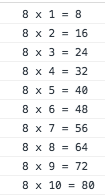 8 x 1 = 8
8 x 2 = 16
8 x 3 = 24
8 x 4 = 32
8 x 5 = 40
8 x 6 = 48
8 x 7 = 56
8 x 8 = 64
8 x 9 = 72
8 x 10 = 80